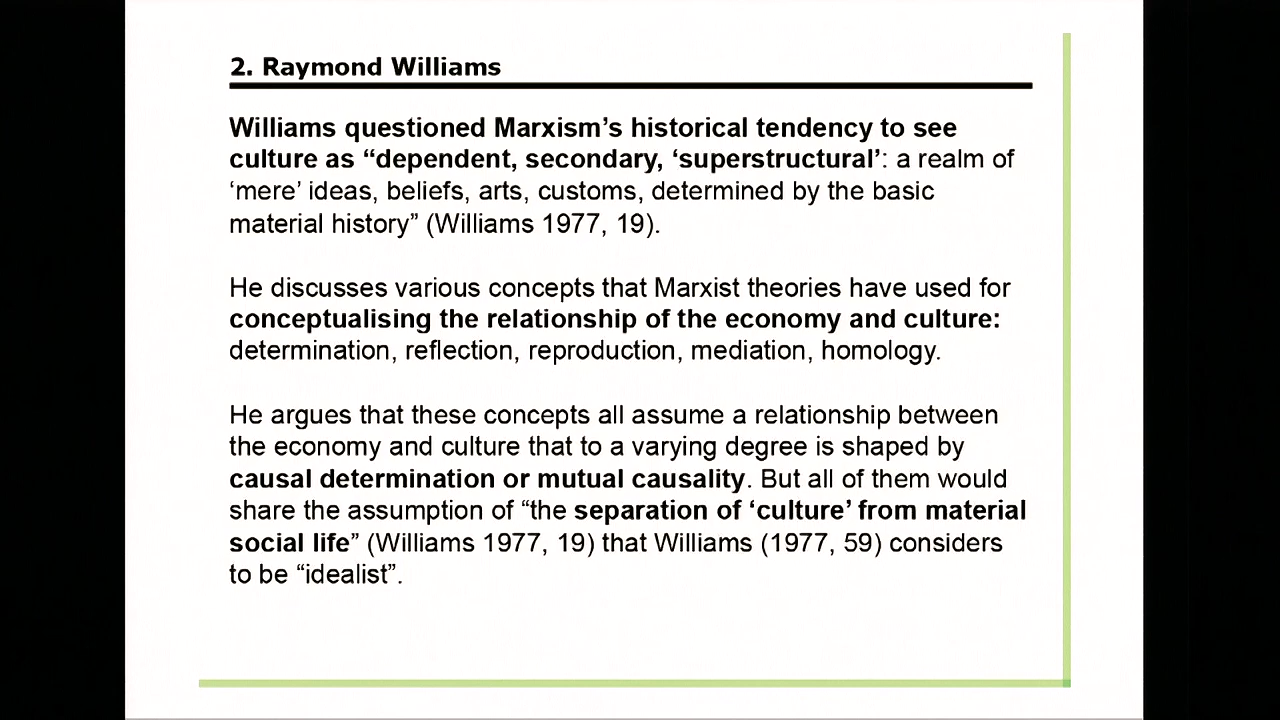 2. Raymond Williams
Williams questioned Marxism’s historical tendency to see
culture as “dependent, secondary, ‘superstructural’: a realm of
‘mere’ ideas, beliefs, arts, customs, determined by the basic
material history” (Williams 1977, 19).
He discusses various concepts that Marxist theories have used for
conceptualising the relationship of the economy and culture:
determination, reflection, reproduction, mediation, homology.
He argues that these concepts all assume a relationship between
the economy and culture that to a varying degree is shaped by
causal determination or mutual causality. But all of them would
share the assumption of “the separation of ‘culture’ from material
social life” (Williams 1977, 19) that Williams (1977, 59) considers
to be “idealist”.